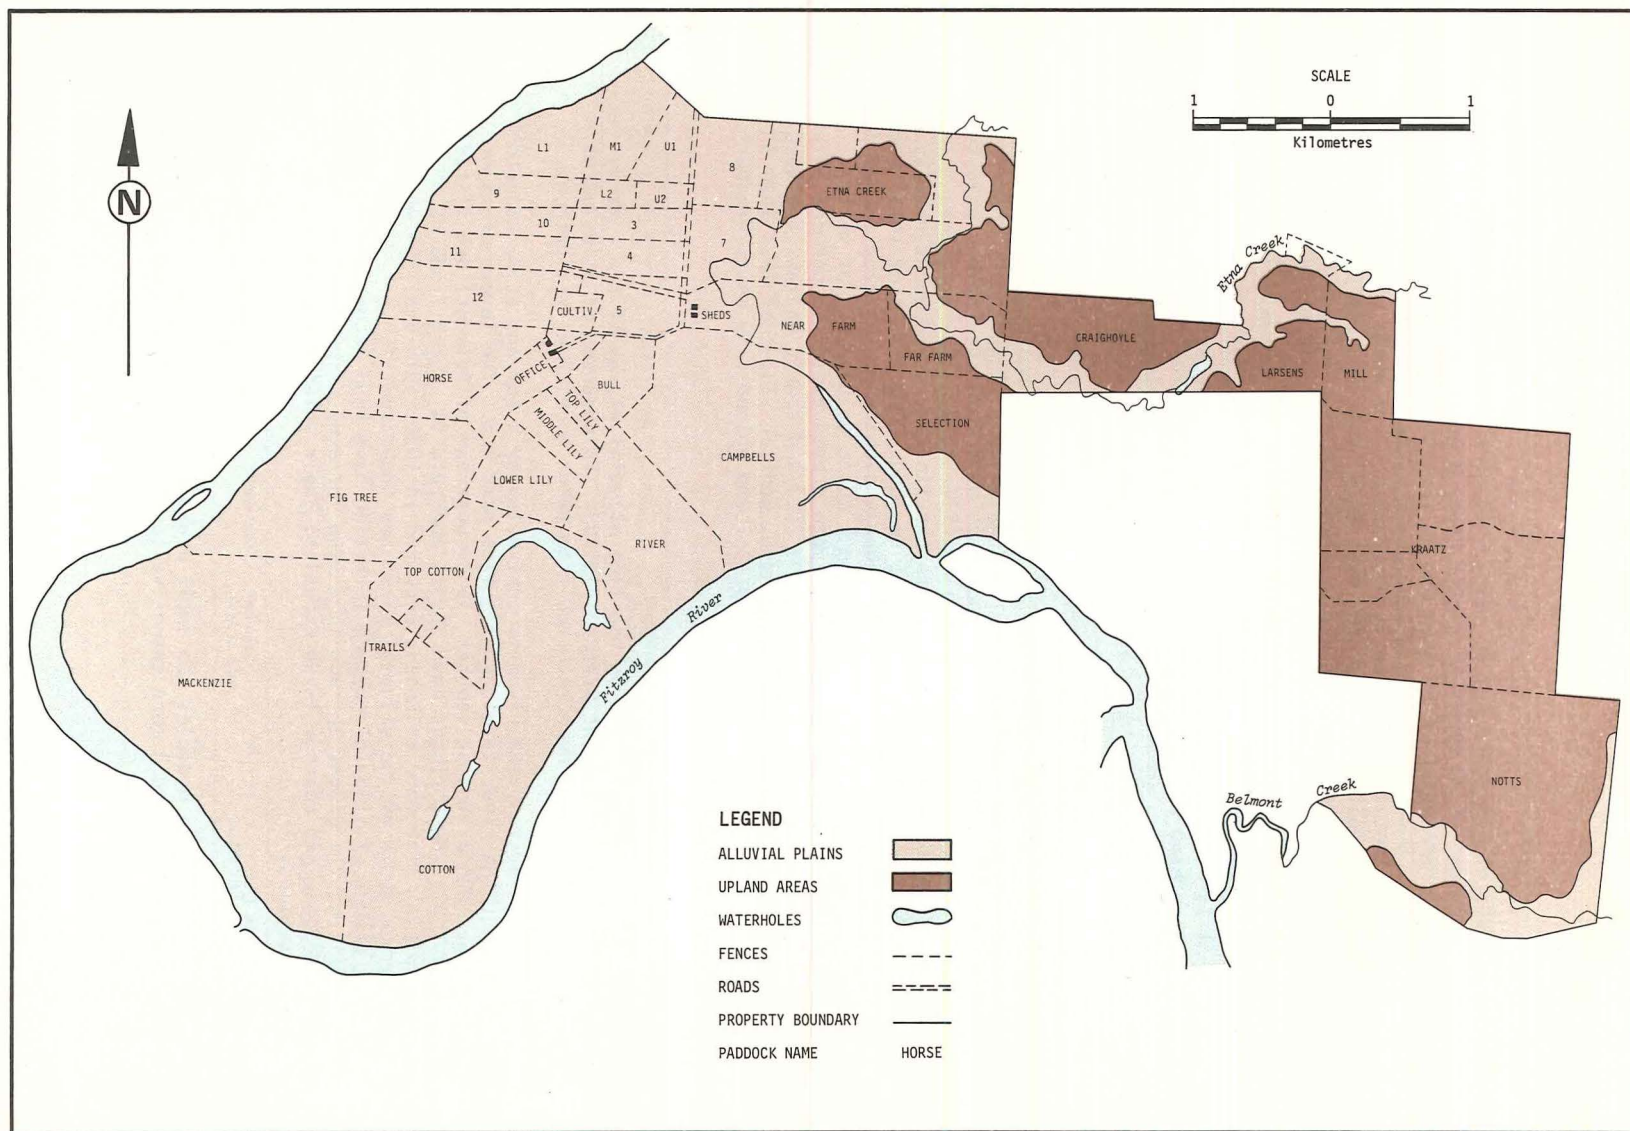 SCALE
1 0 1
Kilometres
N
L1
M1
U1
8
9
L2
U2
ETNA CREEK
10
3
7
11
4
12
CULTIV.
5
SHEDS
NEAR FARM
FAR FARM
CRAIGHOYLE
Etna Creek
LARSENS
MILL
HORSE
OFFICE
BULL
TOP LILY
MIDDLE LILY
LOWER LILY
SELECTION
CAMPBELLS
FIG TREE
RIVER
TOP COTTON
KRAATZ
TRAILS
MACKENZIE
Fitzroy River
COTTON
NOTTS
Belmont Creek
LEGEND
ALLUVIAL PLAINS
UPLAND AREAS
WATERHOLES
FENCES
ROADS
PROPERTY BOUNDARY
PADDOCK NAME HORSE